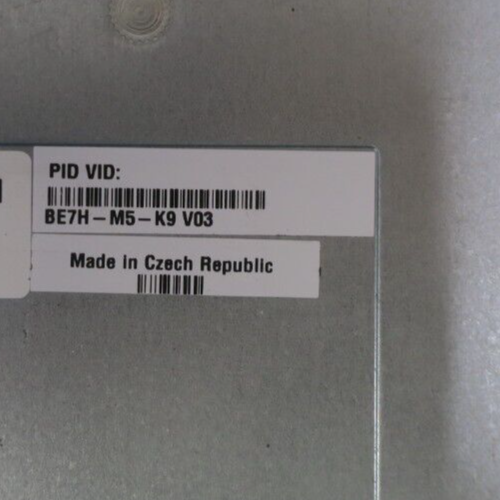 PID VID:
BE7H-M5-K9 V03
Made in Czech Republic